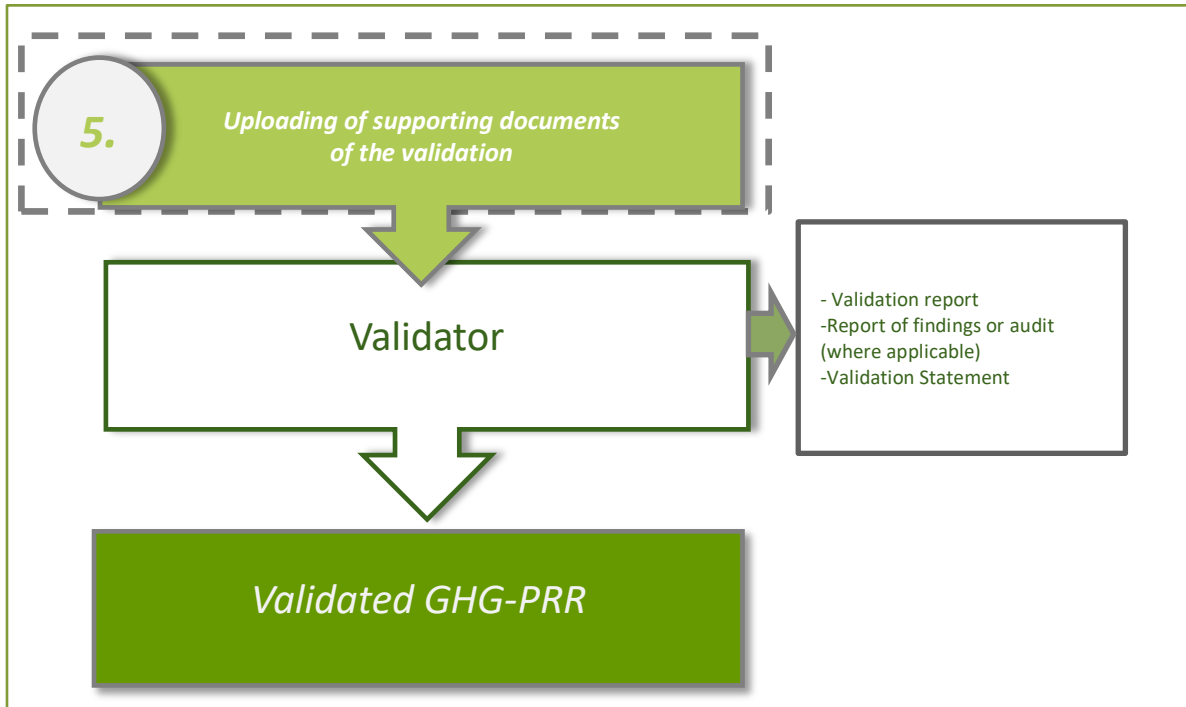 5.
Uploading of supporting documents
of the validation
Validator
- Validation report
-Report of findings or audit
(where applicable)
-Validation Statement
Validated GHG-PRR